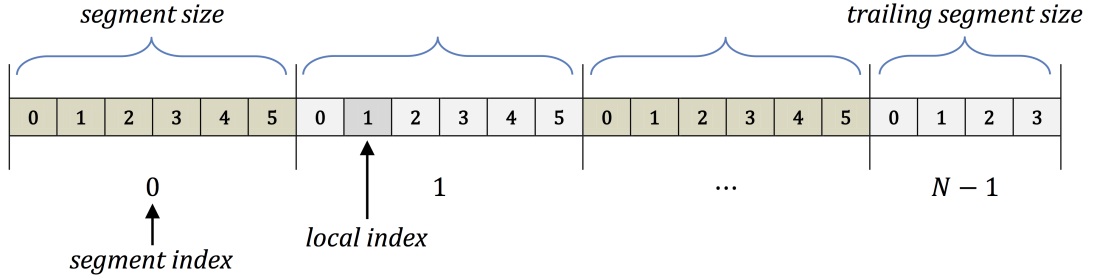 segment size trailing segment size
0 1 2 3 4 5 0 1 2 3 4 5 0 1 2 3 4 5 0 1 2 3
0 1 ⋯ N − 1
local index
segment index